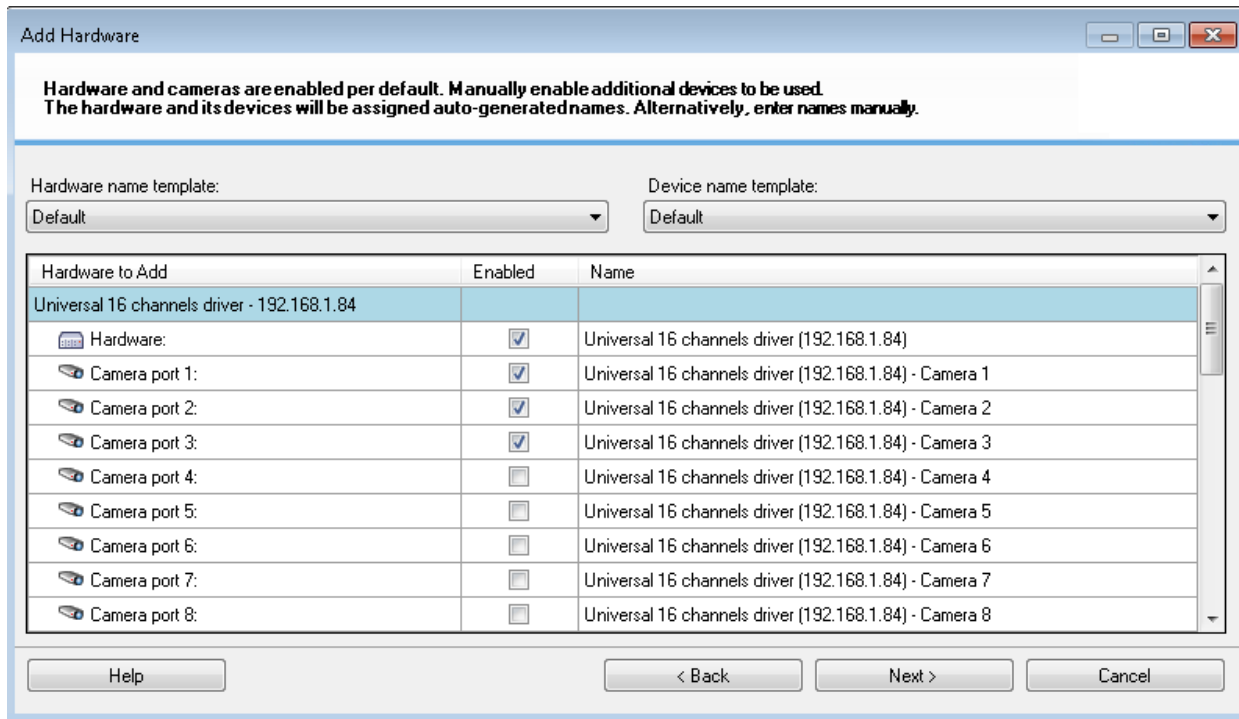 Add Hardware
Hardware and cameras are enabled per default. Manually enable additional devices to be used.
The hardware and its devices will be assigned auto-generated names. Alternatively, enter names manually.
Hardware name template: Device name template:
Default Default
Hardware to Add Enabled Name
Universal 16 channels driver - 192.168.1.84
Hardware: Universal 16 channels driver (192.168.1.84)
Camera port 1: Universal 16 channels driver (192.168.1.84) - Camera 1
Camera port 2: Universal 16 channels driver (192.168.1.84) - Camera 2
Camera port 3: Universal 16 channels driver (192.168.1.84) - Camera 3
Camera port 4: Universal 16 channels driver (192.168.1.84) - Camera 4
Camera port 5: Universal 16 channels driver (192.168.1.84) - Camera 5
Camera port 6: Universal 16 channels driver (192.168.1.84) - Camera 6
Camera port 7: Universal 16 channels driver (192.168.1.84) - Camera 7
Camera port 8: Universal 16 channels driver (192.168.1.84) - Camera 8
Help < Back Next > Cancel